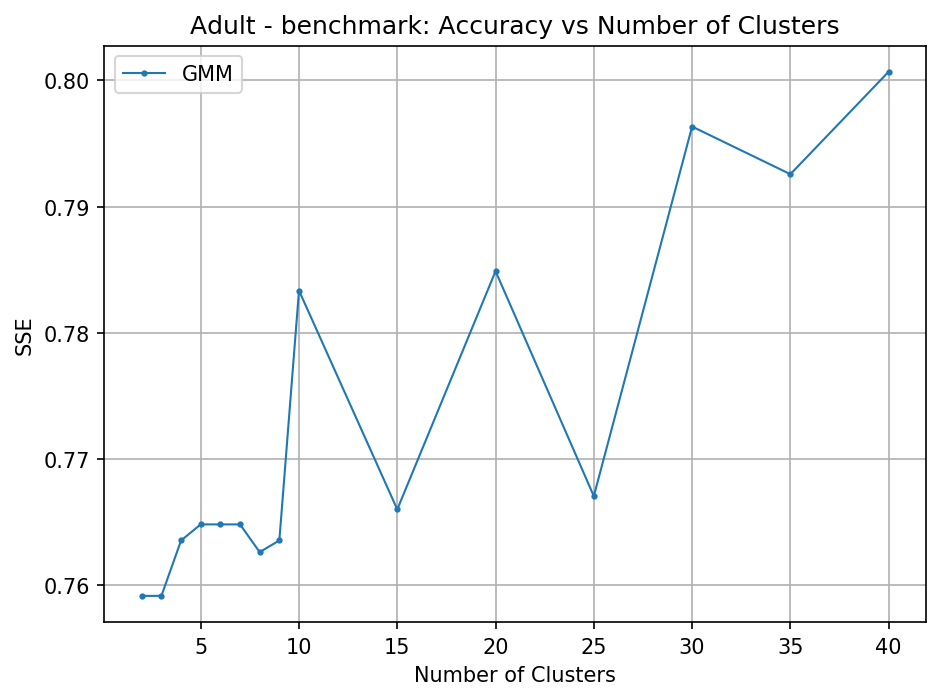 Adult - benchmark: Accuracy vs Number of Clusters
GMM
0.80
0.79
0.78
0.77
0.76
SSE
5 10 15 20 25 30 35 40
Number of Clusters